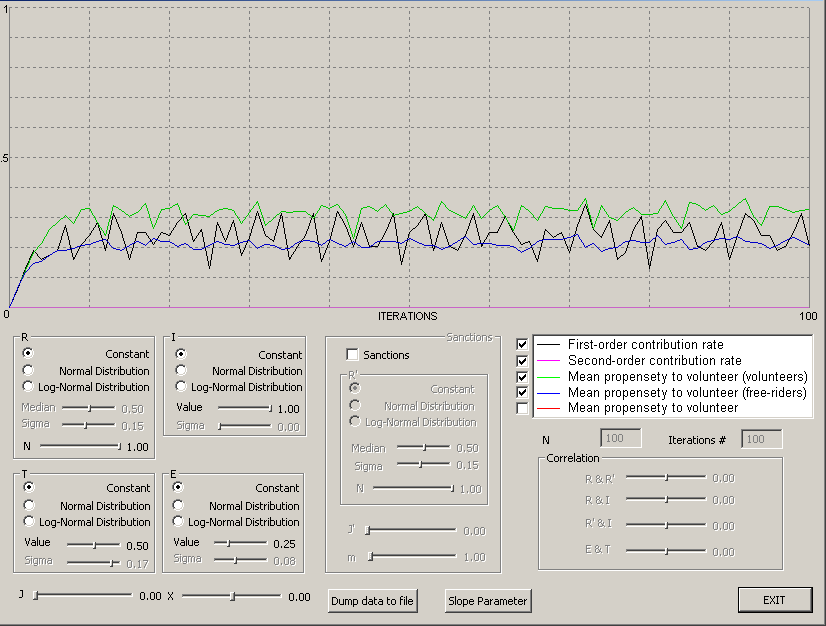 1
.5
0
ITERATIONS
100
R
Constant
Normal Distribution
Log-Normal Distribution
Median 0.50
Sigma 0.15
N 1.00
I
Constant
Normal Distribution
Log-Normal Distribution
Value 1.00
Sigma 0.00
T
Constant
Normal Distribution
Log-Normal Distribution
Value 0.50
Sigma 0.17
E
Constant
Normal Distribution
Log-Normal Distribution
Value 0.25
Sigma 0.08
J 0.00 X 0.00
Sanctions
Sanctions
R'
Constant
Normal Distribution
Log-Normal Distribution
Median 0.50
Sigma 0.15
N 1.00
J' 0.00
m 1.00
Dump data to file
Slope Parameter
First-order contribution rate
Second-order contribution rate
Mean propensety to volunteer (volunteers)
Mean propensety to volunteer (free-riders)
Mean propensety to volunteer
N 100 Iterations # 100
Correlation
R & R' 0.00
R & I 0.00
R' & I 0.00
E & T 0.00
EXIT